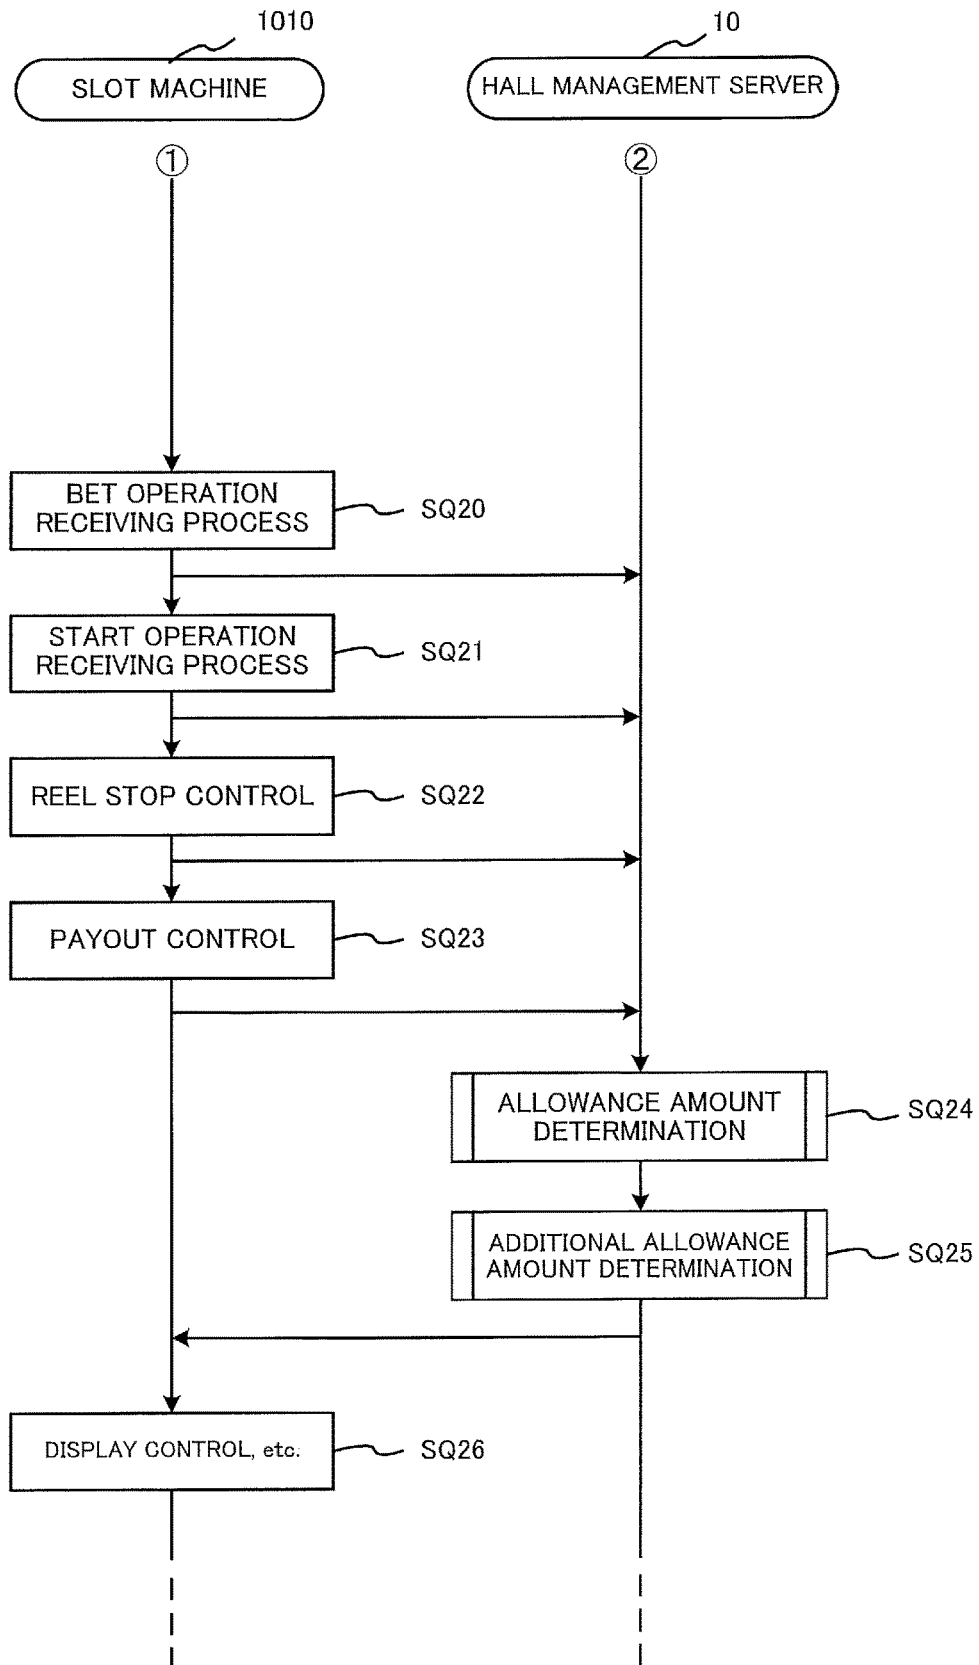 1010
10
SLOT MACHINE
HALL MANAGEMENT SERVER
①
②
BET OPERATION
RECEIVING PROCESS
SQ20
START OPERATION
RECEIVING PROCESS
SQ21
REEL STOP CONTROL
SQ22
PAYOUT CONTROL
SQ23
ALLOWANCE AMOUNT
DETERMINATION
SQ24
ADDITIONAL ALLOWANCE
AMOUNT DETERMINATION
SQ25
DISPLAY CONTROL, etc.
SQ26